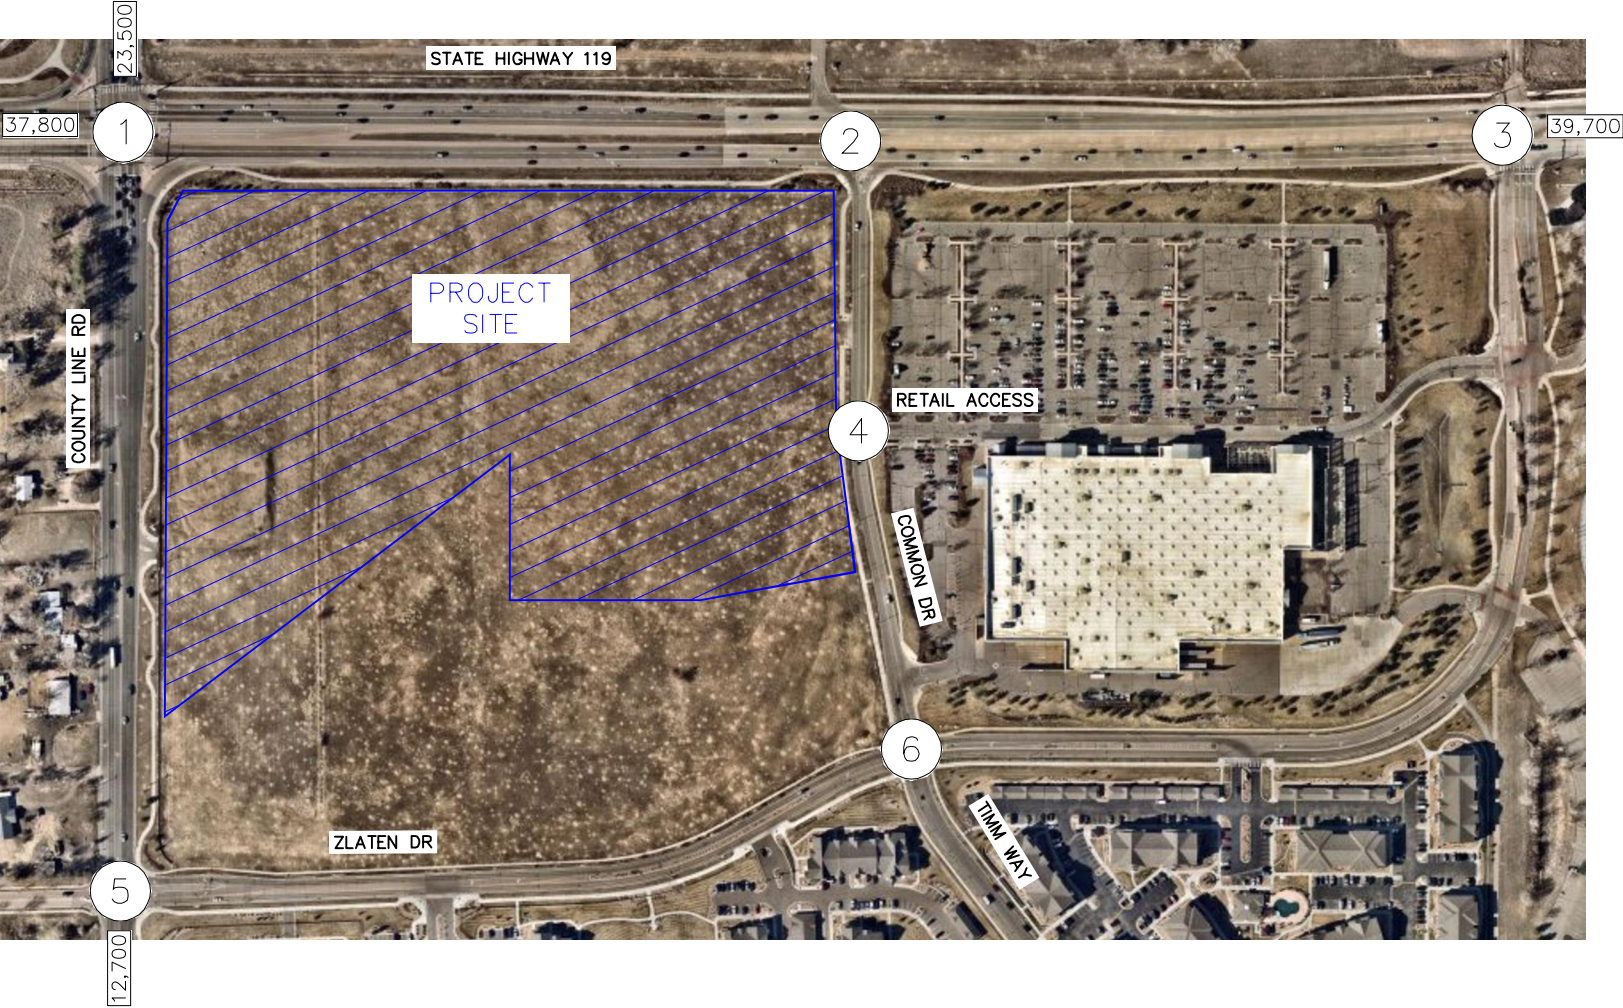 23,500
STATE HIGHWAY 119
37,800
1
2
3
39,700
PROJECT
SITE
COUNTY LINE RD
RETAIL ACCESS
4
COMMON DR
6
TIMM WAY
ZLATEN DR
5
12,700